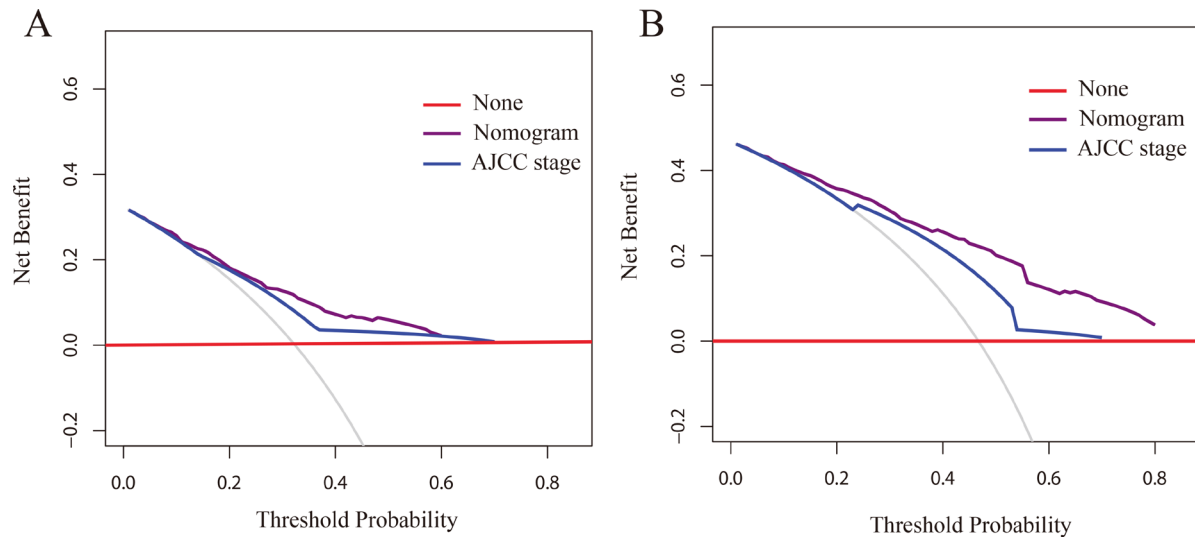 A
Net Benefit
0.6
0.4
0.2
0.0
−0.2
None
Nomogram
AJCC stage
0.0 0.2 0.4 0.6 0.8
Threshold Probability
B
Net Benefit
0.6
0.4
0.2
0.0
−0.2
None
Nomogram
AJCC stage
0.0 0.2 0.4 0.6 0.8
Threshold Probability